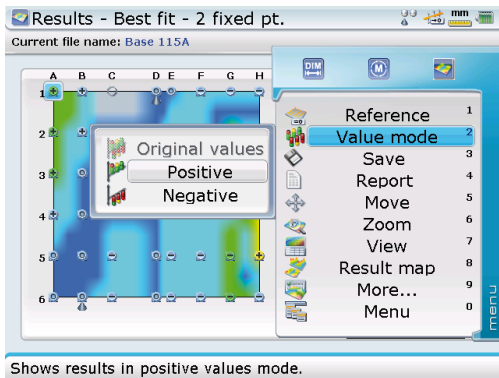 Results - Best fit - 2 fixed pt.
mm
Current file name: Base 115A
DIM
M
A B C D E F G H
1
2
3
4
5
6
Original values
Positive
Negative
Reference 1
Value mode 2
Save 3
Report 4
Move 5
Zoom 6
View 7
Result map 8
More... 9
Menu 0
menu
Shows results in positive values mode.